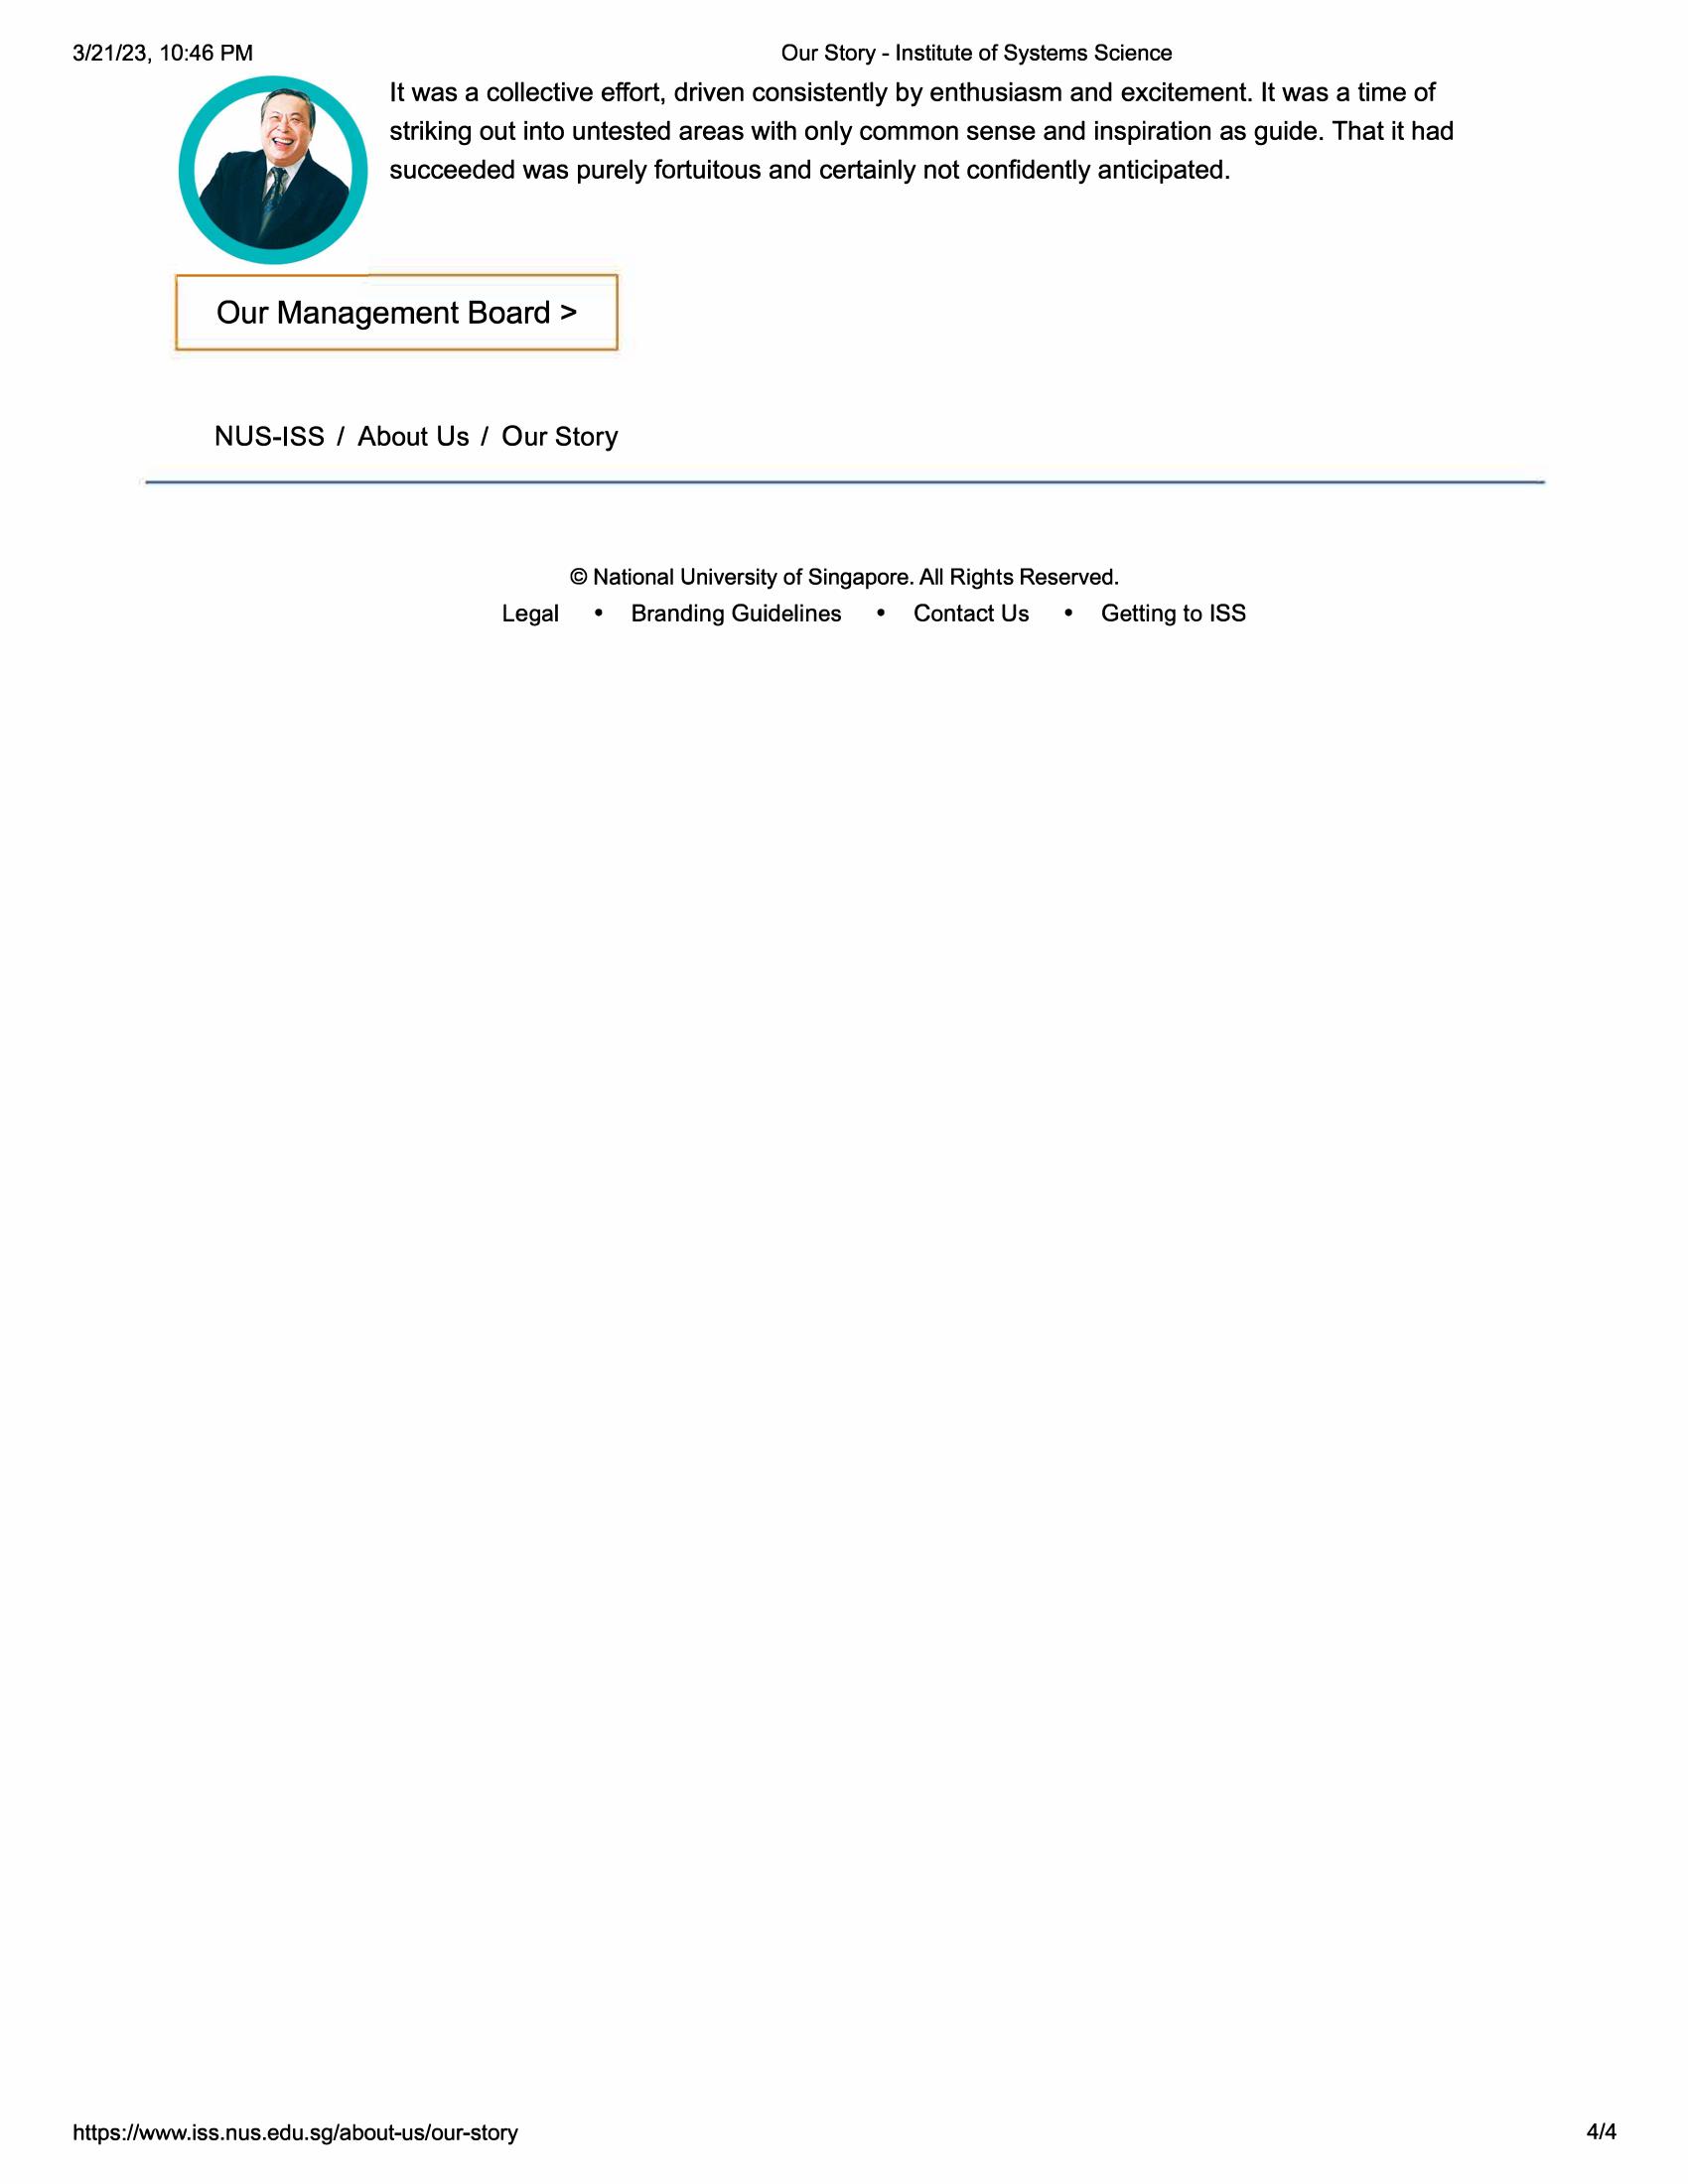 3/21/23, 10:46 PM
Our Story - Institute of Systems Science
It was a collective effort, driven consistently by enthusiasm and excitement. It was a time of
striking out into untested areas with only common sense and inspiration as guide. That it had
succeeded was purely fortuitous and certainly not confidently anticipated.
Our Management Board >
NUS-ISS / About Us / Our Story
© National University of Singapore. All Rights Reserved.
Legal • Branding Guidelines • Contact Us • Getting to ISS
https://www.iss.nus.edu.sg/about-us/our-story
4/4